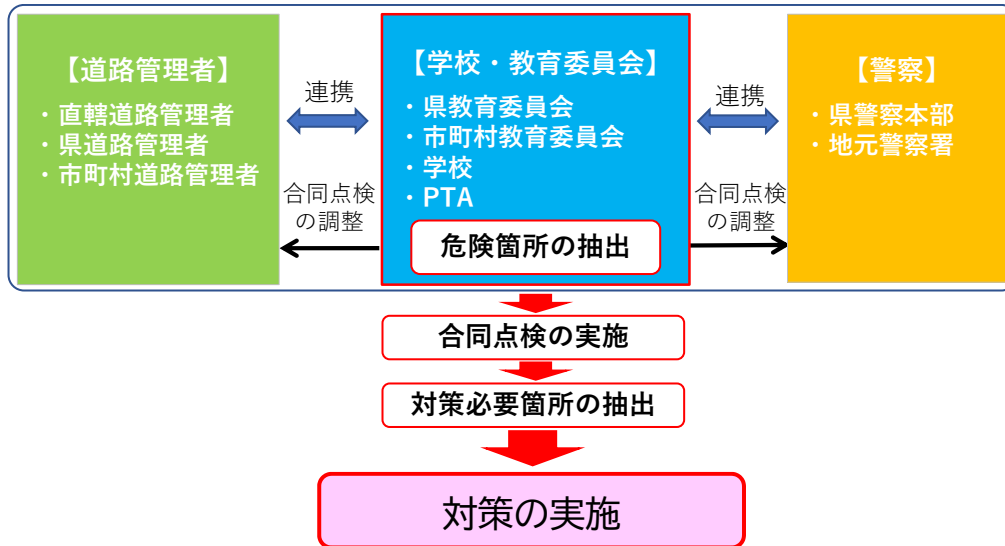 【道路管理者】
・直轄道路管理者
・県道路管理者
・市町村道路管理者
連携
合同点検
の調整
【学校・教育委員会】
・県教育委員会
・市町村教育委員会
・学校
・PTA
危険箇所の抽出
連携
合同点検
の調整
【警察】
・県警察本部
・地元警察署
合同点検の実施
対策必要箇所の抽出
対策の実施